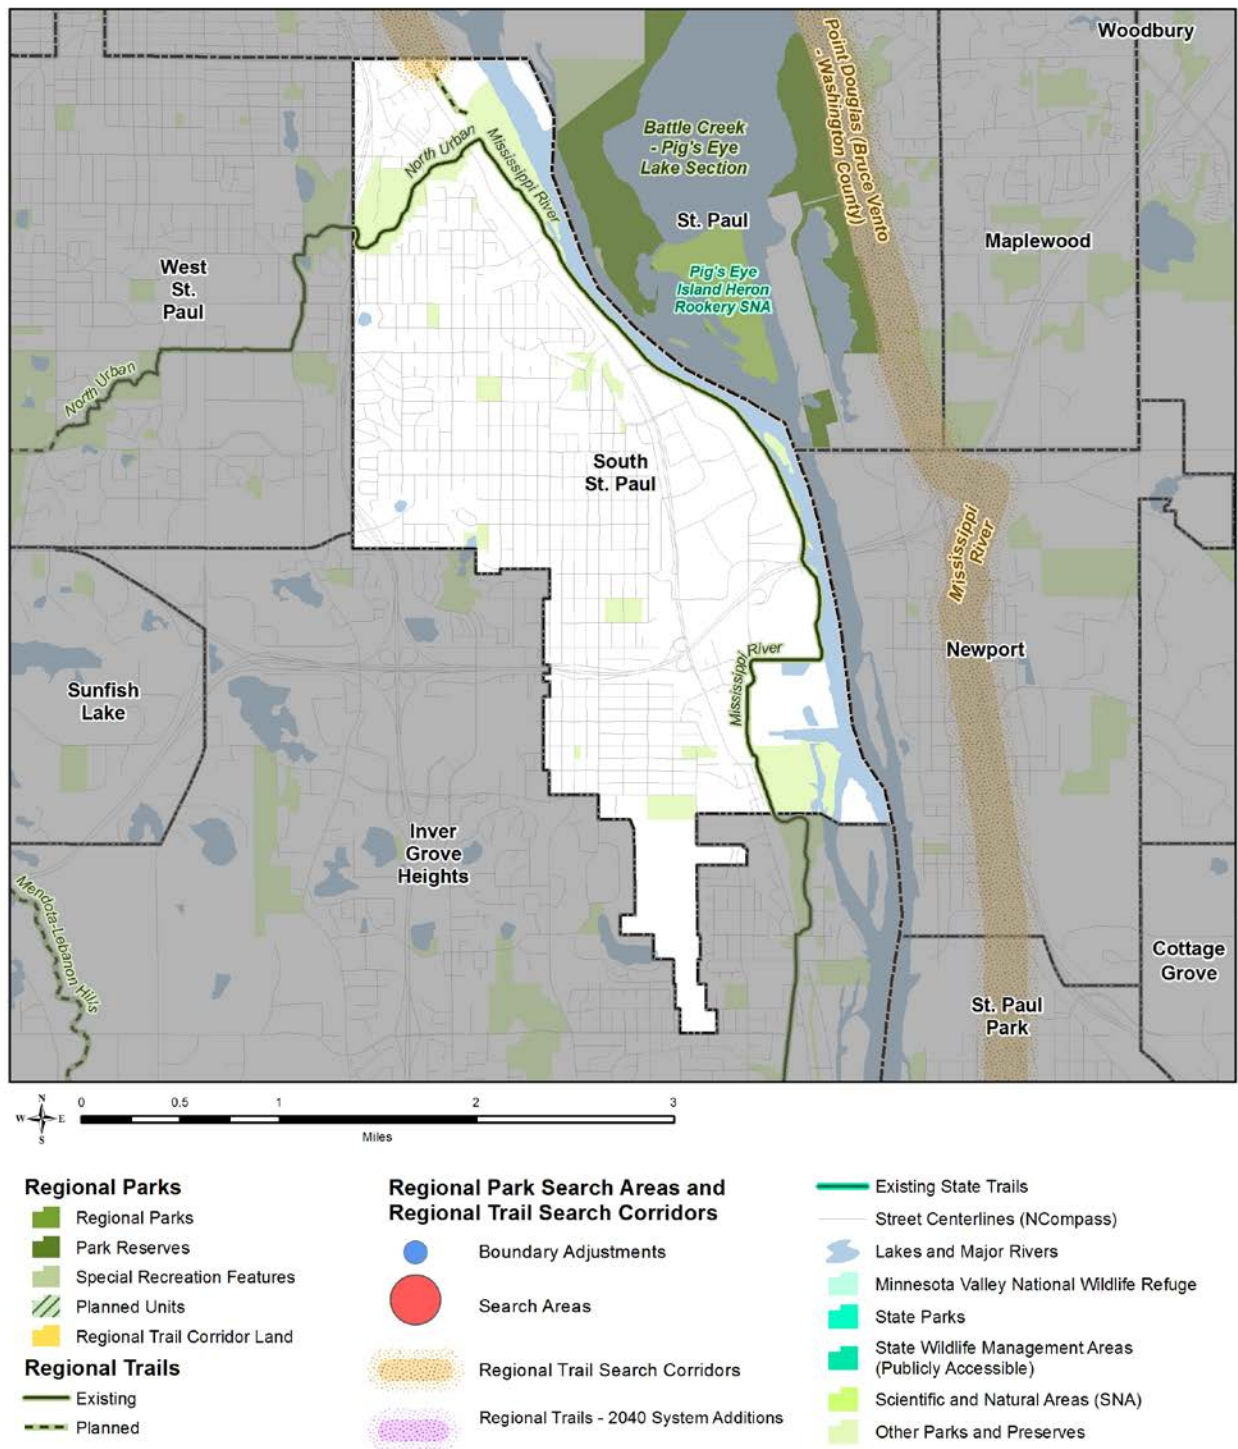 Woodbury
Point Douglas (Bruce Vento
- Washington County)
Battle Creek
- Pig's Eye
Lake Section
North Urban
Mississippi River
St. Paul
Maplewood
West
St.
Paul
Pig's Eye
Island Heron
Rookery SNA
North Urban
South
St. Paul
Mississippi
River
Newport
Mississippi
River
Sunfish
Lake
Inver
Grove
Heights
Mendota-Lebanon Hills
Cottage
Grove
St. Paul
Park
N
W E
S
0 0.5 1 2 3
Miles
Regional Parks
Regional Parks
Park Reserves
Special Recreation Features
Planned Units
Regional Trail Corridor Land
Regional Trails
Existing
Planned
Regional Park Search Areas and
Regional Trail Search Corridors
Boundary Adjustments
Search Areas
Regional Trail Search Corridors
Regional Trails - 2040 System Additions
Existing State Trails
Street Centerlines (NCompass)
Lakes and Major Rivers
Minnesota Valley National Wildlife Refuge
State Parks
State Wildlife Management Areas
(Publicly Accessible)
Scientific and Natural Areas (SNA)
Other Parks and Preserves